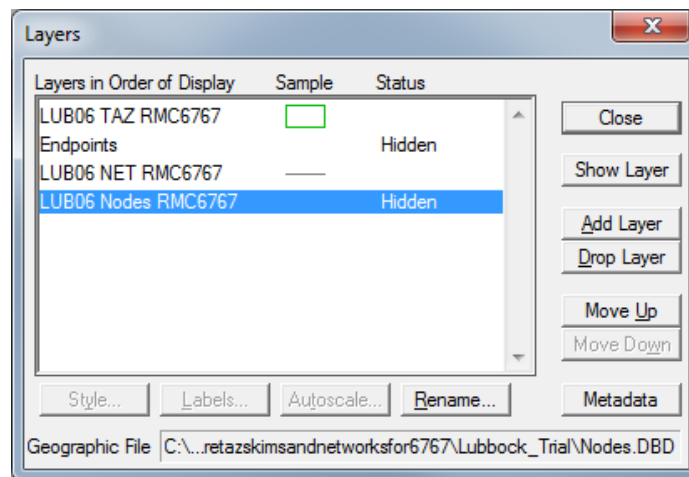 Layers
Layers in Order of Display Sample Status
LUB06 TAZ RMC6767
Endpoints Hidden
LUB06 NET RMC6767
LUB06 Nodes RMC6767 Hidden
Close
Show Layer
Add Layer
Drop Layer
Move Up
Move Down
Style... Labels... Autoscale... Rename... Metadata
Geographic File C:\...retazskimsandnetworksfor6767\Lubbock_Trial\Nodes.DBD